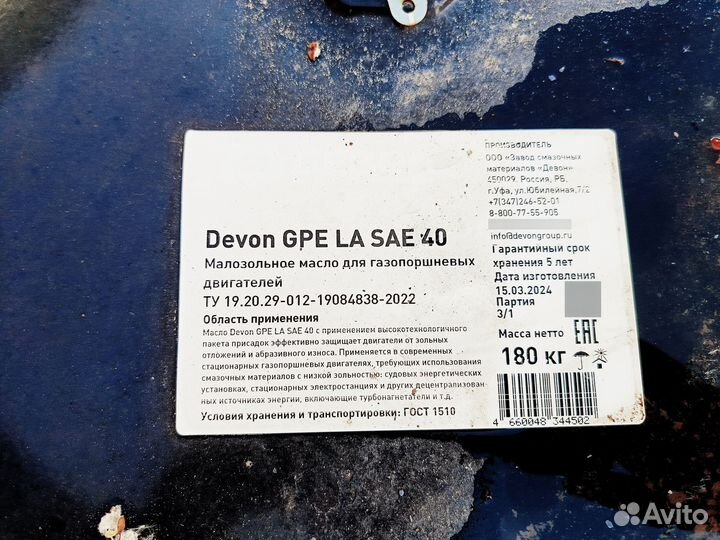 Devon GPE LA SAE 40
Малозольное масло для газопоршневых
двигателей
ТУ 19.20.29-012-19084838-2022
Область применения
Масло Devon GPE LA SAE 40 с применением высокотехнологичного
пакета присадок эффективно защищает двигатели от зольных
отложений и абразивного износа. Применяется в современных
стационарных газопоршневых двигателях, требующих использования
смазочных материалов с низкой зольностью: судовых энергетических
установках, стационарных электростанциях и других децентрализован
ных источниках энергии, включающие турбонагнетатели и т.д.
Условия хранения и транспортировки: ГОСТ 1510
ПРОИЗВОДИТЕЛЬ
ООО «Завод смазочных
материалов «Девон»
450029, Россия, РБ,
г.Уфа, ул.Юбилейная,7/2
+7(347)246-52-01
8-800-77-55-905
info@devongroup.ru
Гарантийный срок
хранения 5 лет
Дата изготовления
15.03.2024
Партия
3/1
Масса нетто
180 кг
EAC
4 660048 344502
Avito